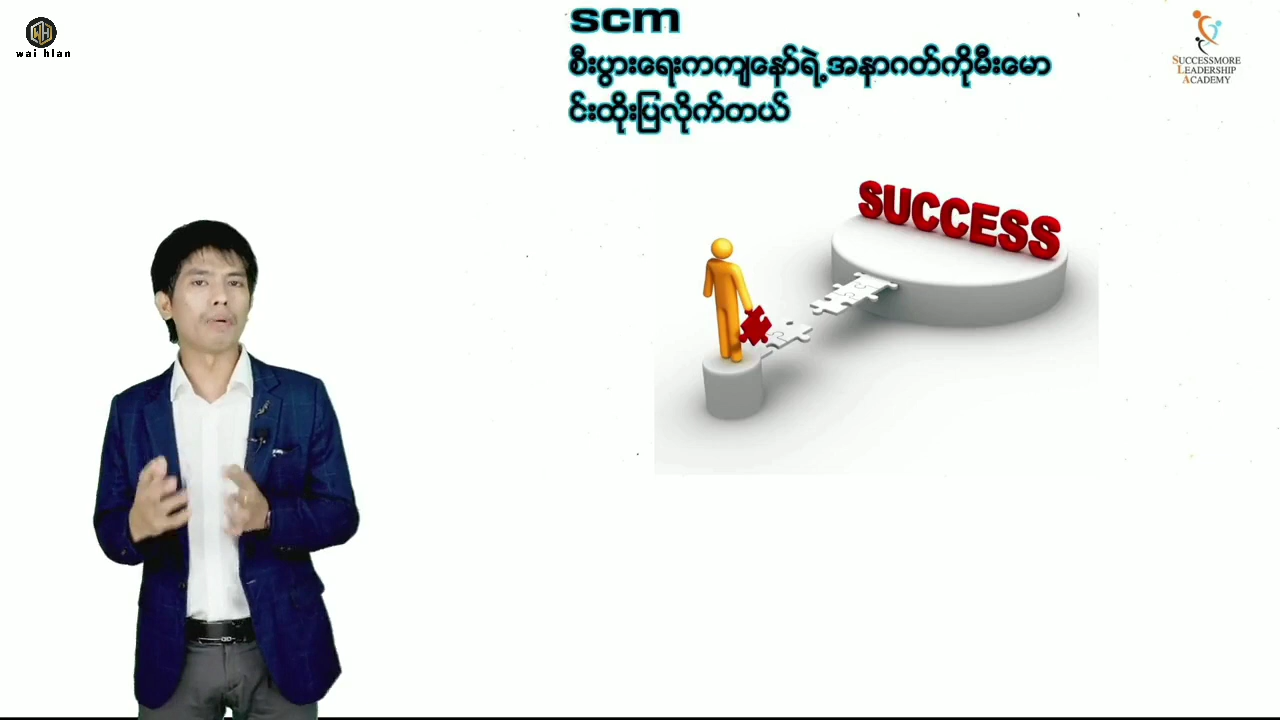 wai hlan
scm
စီးပွားရေးကကျနော်ရဲ့အနာဂတ်ကိုမီးမော
င်းထိုးပြလိုက်တယ်
SUCCESSMORE
LEADERSHIP
ACADEMY
SUCCESS